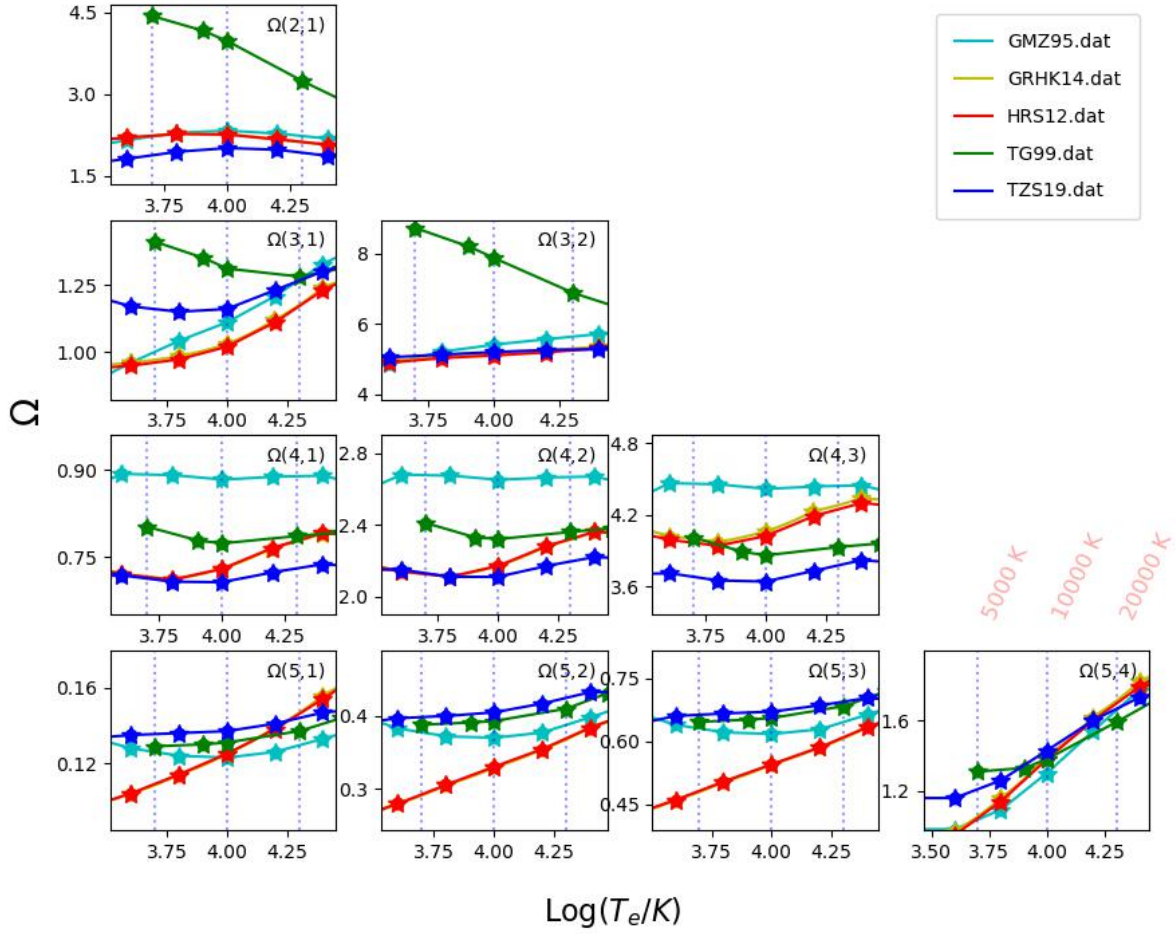 Ω(2,1)
4.5
3.0
1.5
3.75 4.00 4.25
GMZ95.dat
GRHK14.dat
HRS12.dat
TG99.dat
TZS19.dat
Ω(3,1)
1.25
1.00
3.75 4.00 4.25
Ω(3,2)
8
6
4
3.75 4.00 4.25
Ω
Ω(4,1)
0.90
0.75
3.75 4.00 4.25
Ω(4,2)
2.8
2.4
2.0
3.75 4.00 4.25
Ω(4,3)
4.8
4.2
3.6
3.75 4.00 4.25
5000 K
10000 K
20000 K
Ω(5,1)
0.16
0.12
3.75 4.00 4.25
Ω(5,2)
0.4
0.3
3.75 4.00 4.25
Ω(5,3)
0.75
0.60
0.45
3.75 4.00 4.25
Ω(5,4)
1.6
1.2
3.50 3.75 4.00 4.25
Log(T_e/K)